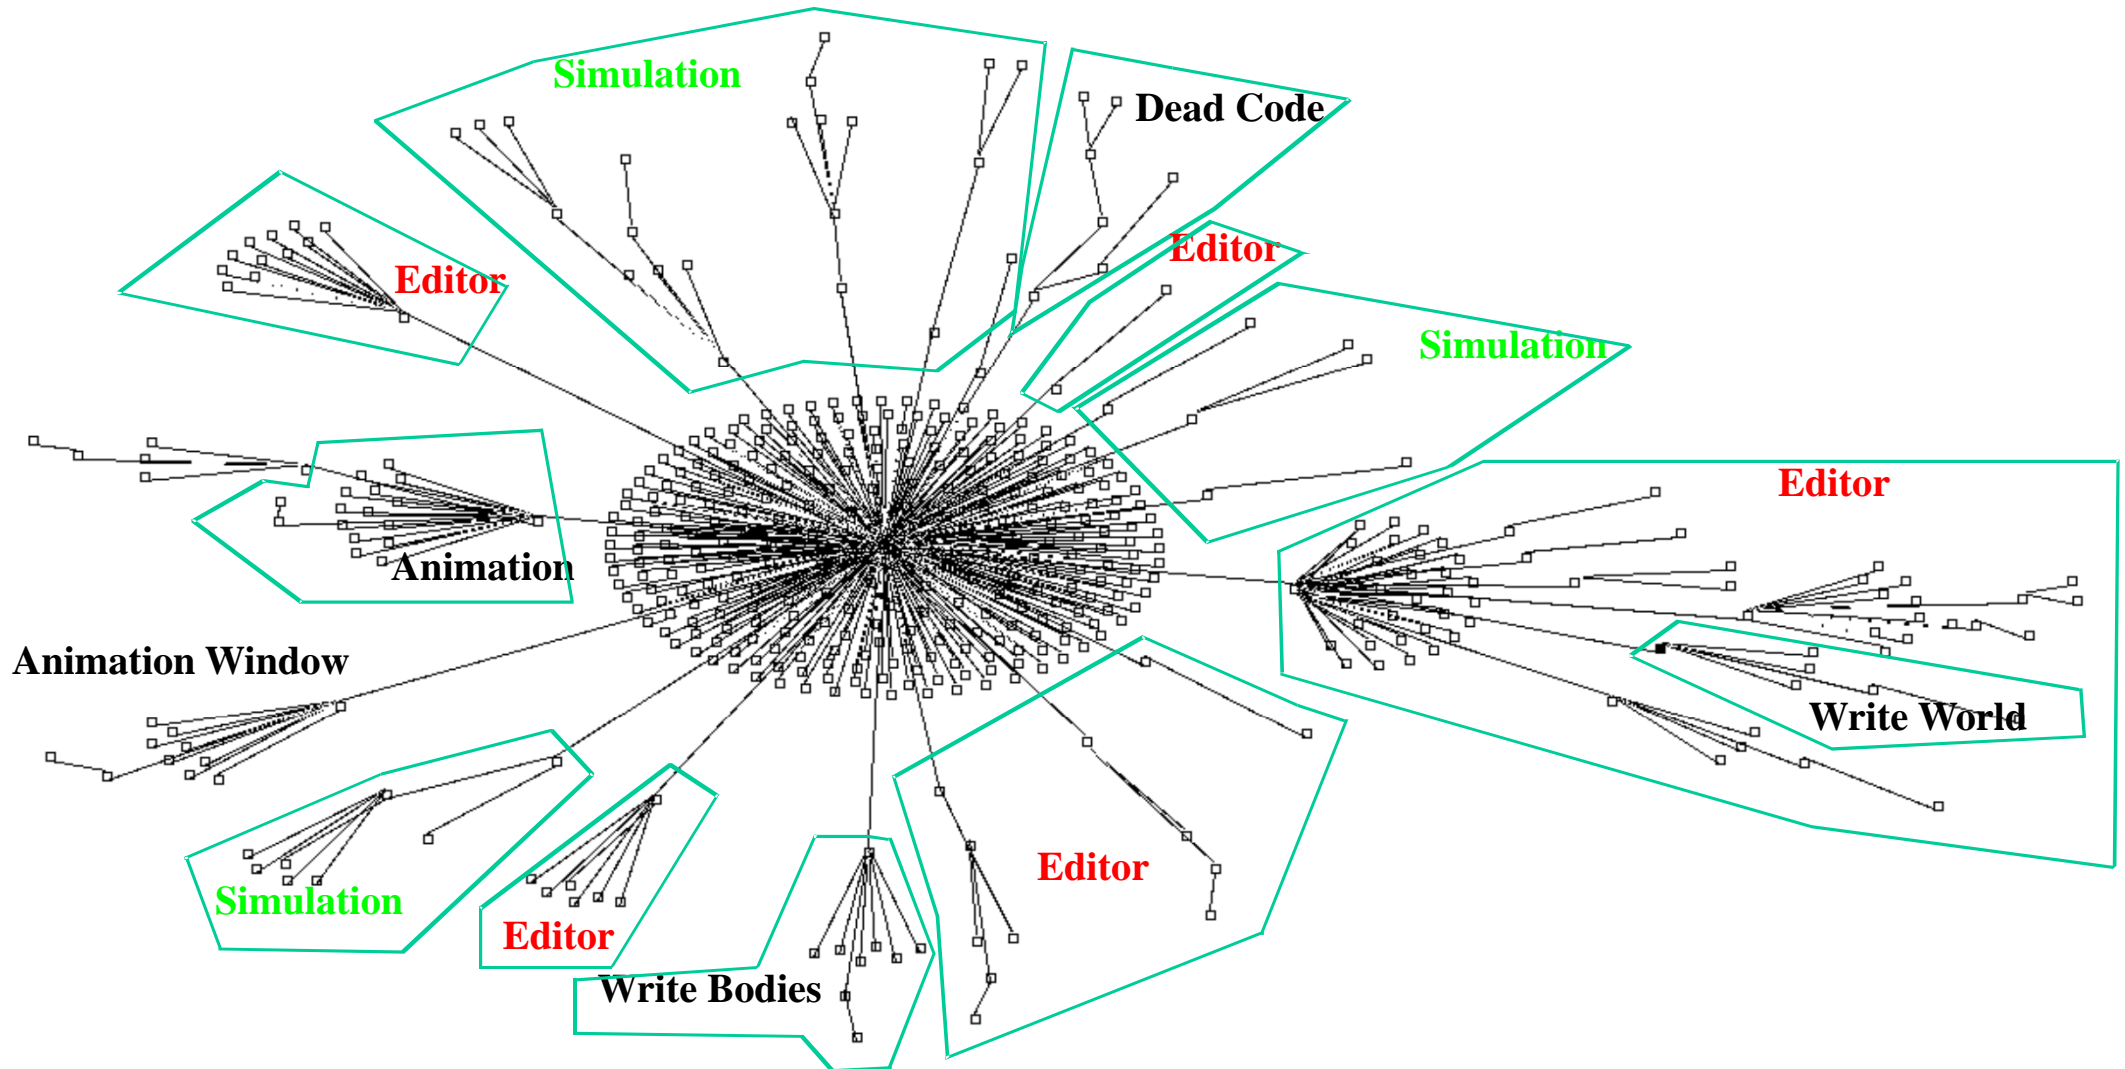 Simulation
Dead Code
Editor
Editor
Simulation
Editor
Animation
Animation Window
Write World
Editor
Simulation
Editor
Write Bodies